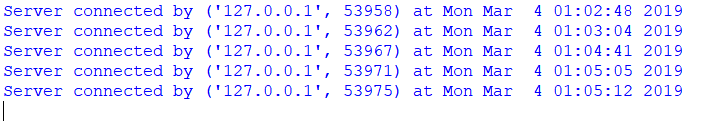 Server connected by ('127.0.0.1', 53958) at Mon Mar  4 01:02:48 2019
Server connected by ('127.0.0.1', 53962) at Mon Mar  4 01:03:04 2019
Server connected by ('127.0.0.1', 53967) at Mon Mar  4 01:04:41 2019
Server connected by ('127.0.0.1', 53971) at Mon Mar  4 01:05:05 2019
Server connected by ('127.0.0.1', 53975) at Mon Mar  4 01:05:12 2019